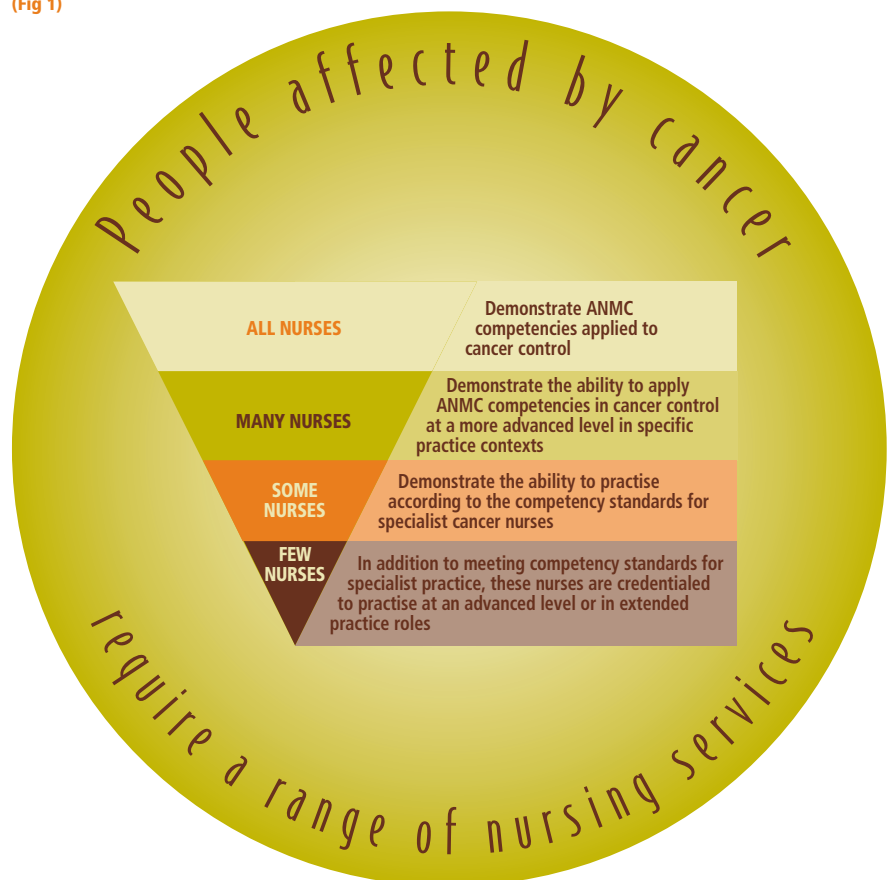 (Fig 1)
People affected by cancer
ALL NURSES
Demonstrate ANMC
competencies applied to
cancer control
MANY NURSES
Demonstrate the ability to apply
ANMC competencies in cancer control
at a more advanced level in specific
practice contexts
SOME
NURSES
Demonstrate the ability to practise
according to the competency standards for
specialist cancer nurses
FEW
NURSES
In addition to meeting competency standards for
specialist practice, these nurses are credentialed
to practise at an advanced level or in extended
practice roles
require a range of nursing services